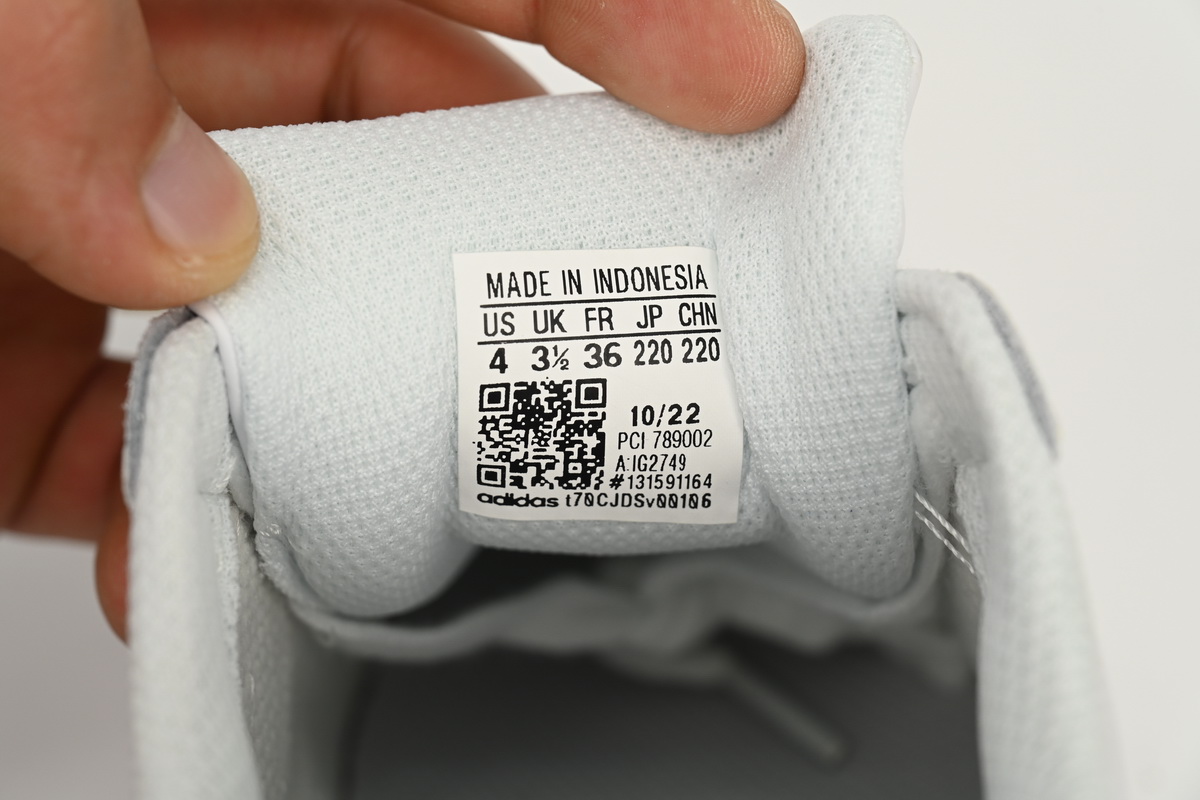 MADE IN INDONESIA
US UK FR JP CHN
4 3½ 36 220 220
10/22
PCI 789002
A:IG2749
#131591164
adidas t70CJDSv00106